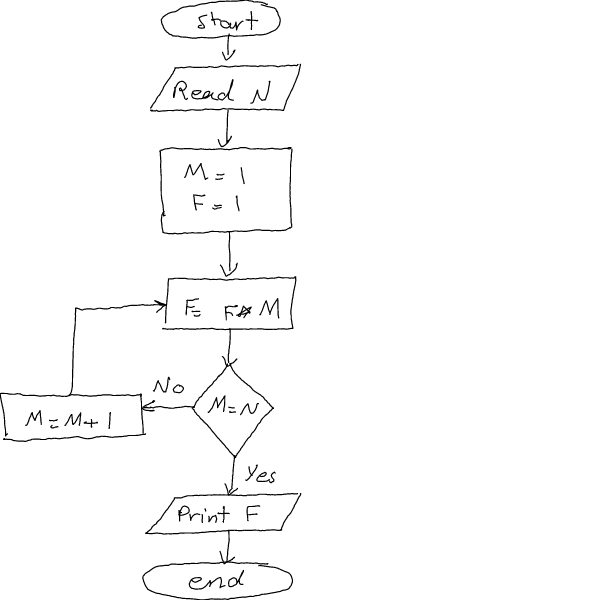 start
Read N
M = 1
F = 1
F = F * M
M = N
No
M = M + 1
Yes
Print F
end